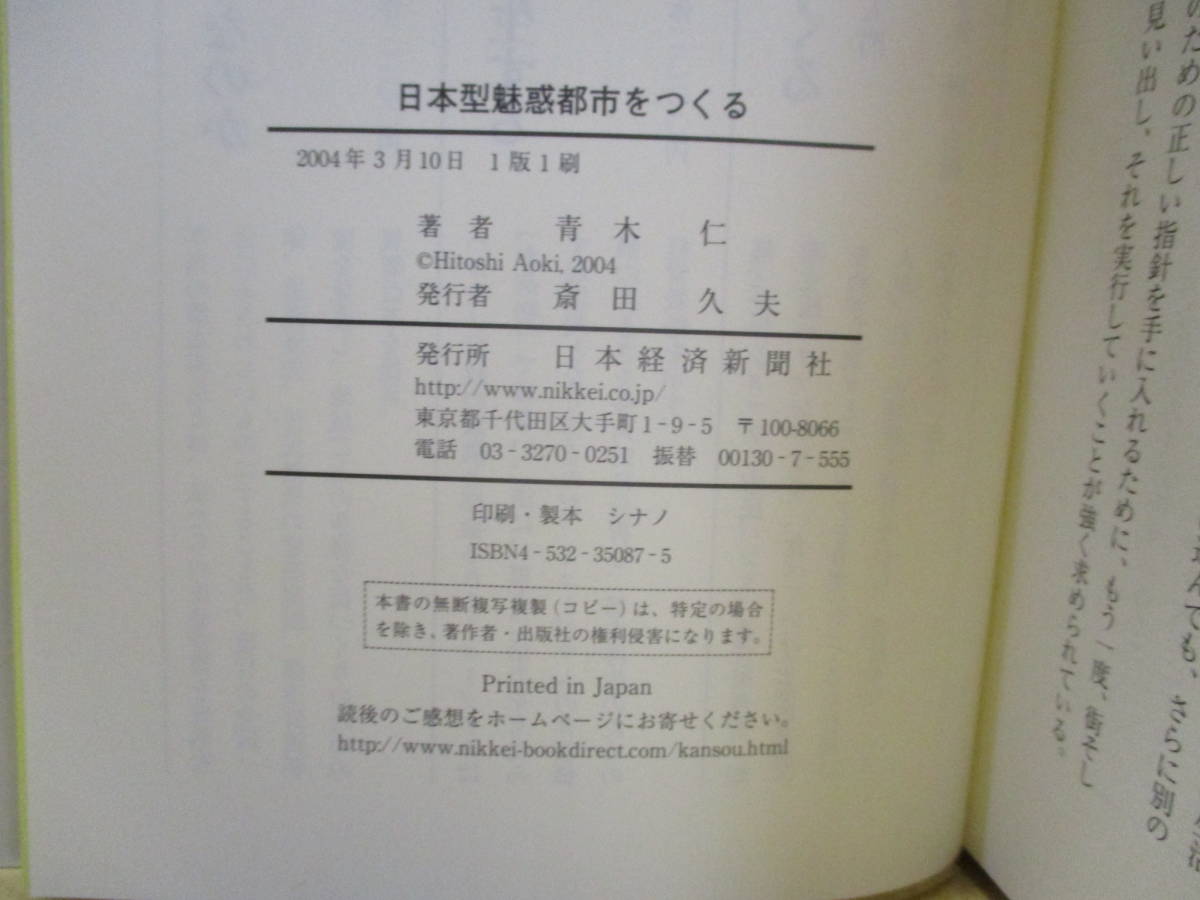 日本型魅惑都市をつくる
2004年3月10日 1版1刷
著者 青木 仁
©Hitoshi Aoki, 2004
発行者 斎田久夫
発行所 日本経済新聞社
http://www.nikkei.co.jp/
東京都千代田区大手町1-9-5 〒100-8066
電話 03-3270-0251 振替 00130-7-555
印刷・製本 シナノ
ISBN4-532-35087-5
本書の無断複写複製(コピー)は、特定の場合
を除き、著作者・出版社の権利侵害になります。
Printed in Japan
読後のご感想をホームページにお寄せください。
http://www.nikkei-bookdirect.com/kansou.html
んでも、さらに別の
のための正しい指針を手に入れるために、もう一度、街そし
見い出し、それを実行していくことが強く求められている。